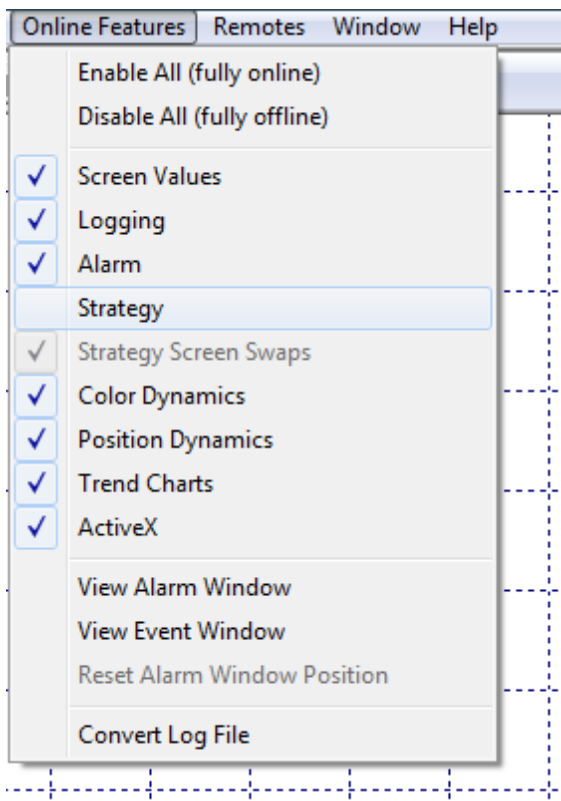 Online Features Remotes Window Help
Enable All (fully online)
Disable All (fully offline)
Screen Values
Logging
Alarm
Strategy
Strategy Screen Swaps
Color Dynamics
Position Dynamics
Trend Charts
ActiveX
View Alarm Window
View Event Window
Reset Alarm Window Position
Convert Log File